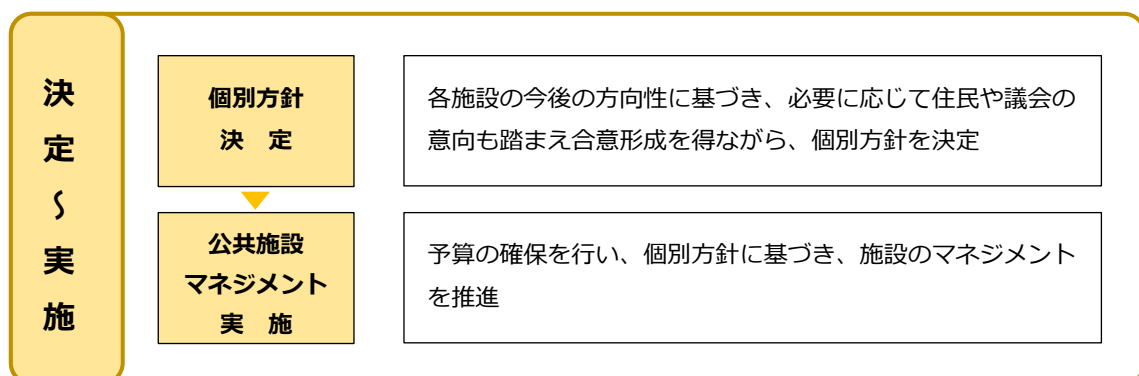 決定～実施
個別方針
決　定
各施設の今後の方向性に基づき、必要に応じて住民や議会の
意向も踏まえ合意形成を得ながら、個別方針を決定
公共施設
マネジメント
実　施
予算の確保を行い、個別方針に基づき、施設のマネジメント
を推進